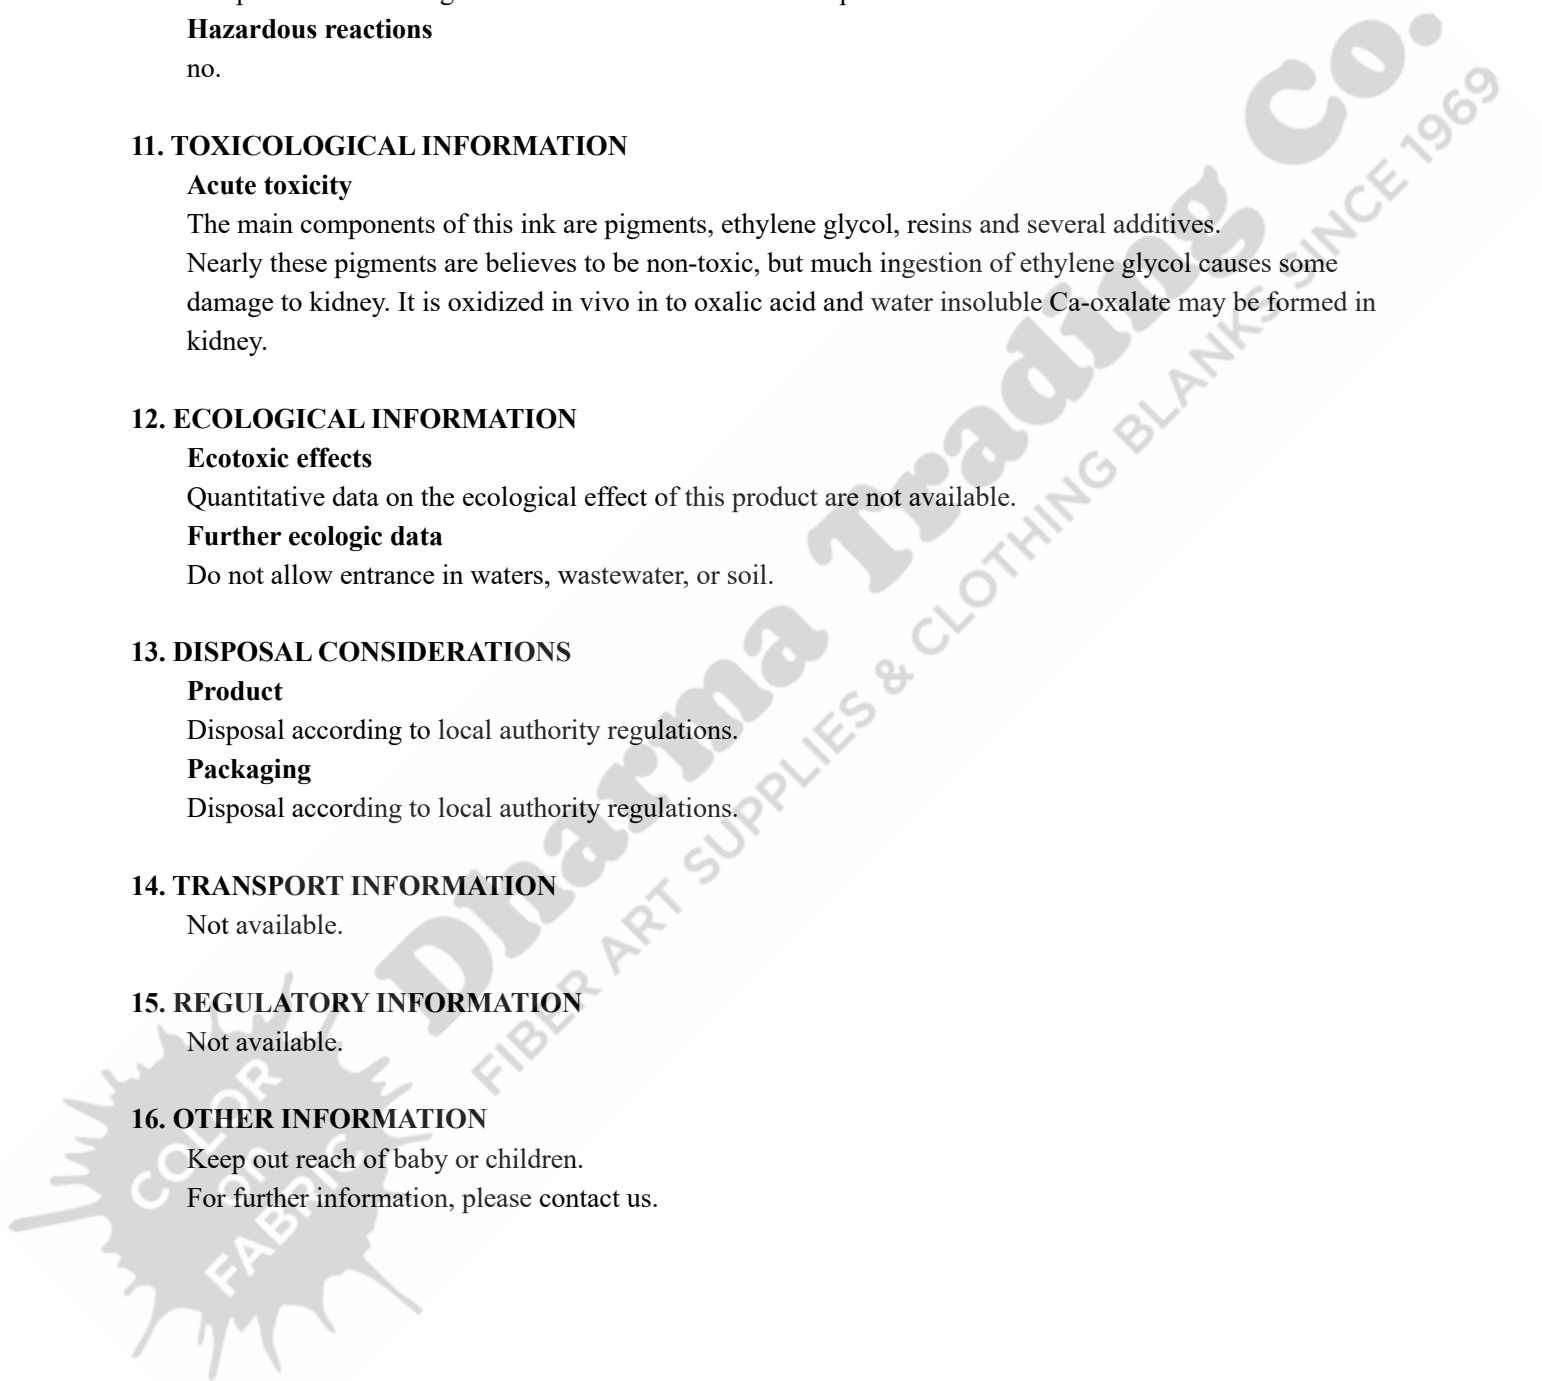 Hazardous reactions
no.
11. TOXICOLOGICAL INFORMATION
Acute toxicity
The main components of this ink are pigments, ethylene glycol, resins and several additives.
Nearly these pigments are believes to be non-toxic, but much ingestion of ethylene glycol causes some
damage to kidney. It is oxidized in vivo in to oxalic acid and water insoluble Ca-oxalate may be formed in
kidney.
12. ECOLOGICAL INFORMATION
Ecotoxic effects
Quantitative data on the ecological effect of this product are not available.
Further ecologic data
Do not allow entrance in waters, wastewater, or soil.
13. DISPOSAL CONSIDERATIONS
Product
Disposal according to local authority regulations.
Packaging
Disposal according to local authority regulations.
14. TRANSPORT INFORMATION
Not available.
15. REGULATORY INFORMATION
Not available.
16. OTHER INFORMATION
Keep out reach of baby or children.
For further information, please contact us.
Dharma Trading Co.
FIBER ART SUPPLIES & CLOTHING BLANKS SINCE 1969
COLOR
on
FABRIC